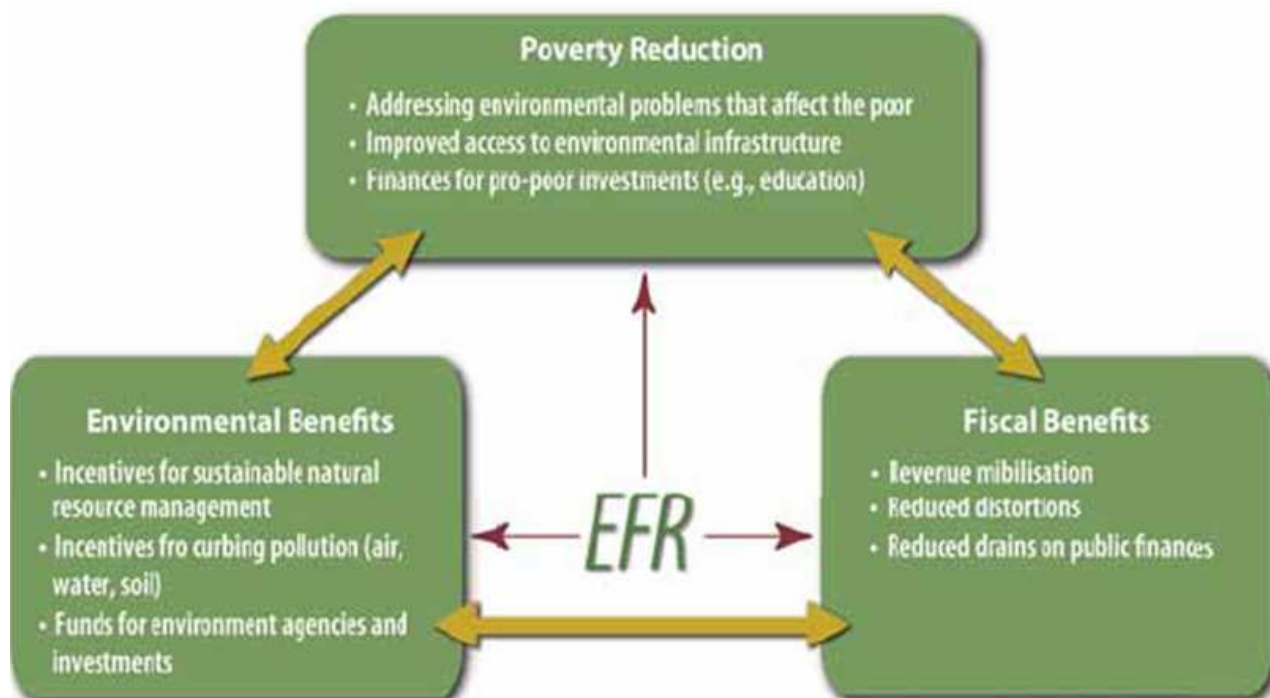 Poverty Reduction
• Addressing environmental problems that affect the poor
• Improved access to environmental infrastructure
• Finances for pro-poor investments (e.g., education)
Environmental Benefits
• Incentives for sustainable natural
resource management
• Incentives fro curbing pollution (air,
water, soil)
• Funds for environment agencies and
investments
EFR
Fiscal Benefits
• Revenue mibilisation
• Reduced distortions
• Reduced drains on public finances